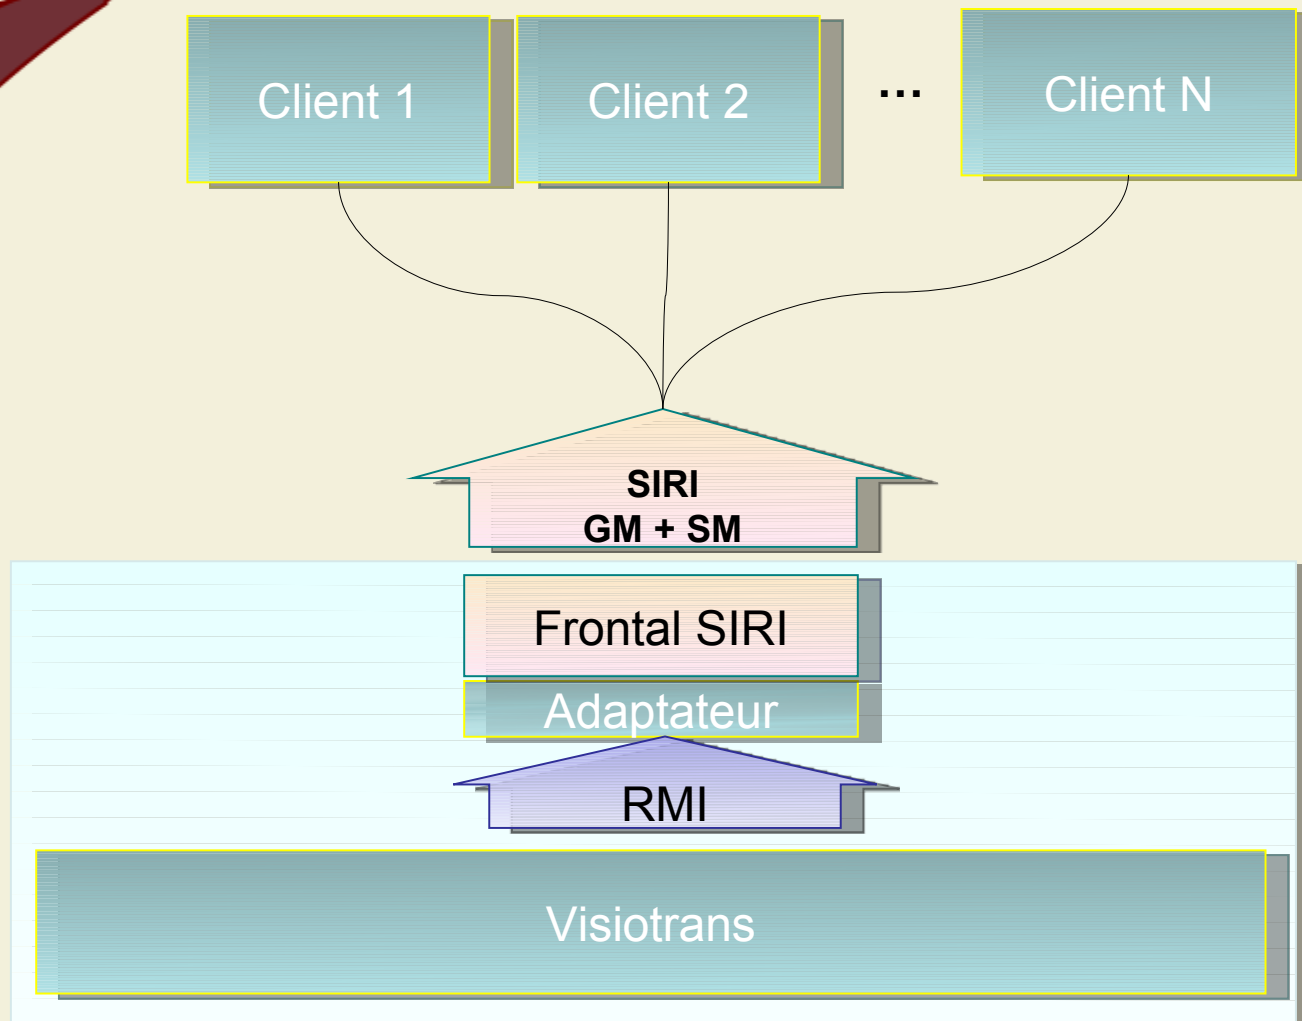 Client 1
Client 2
...
Client N
SIRI
GM + SM
Frontal SIRI
Adaptateur
RMI
Visiotrans